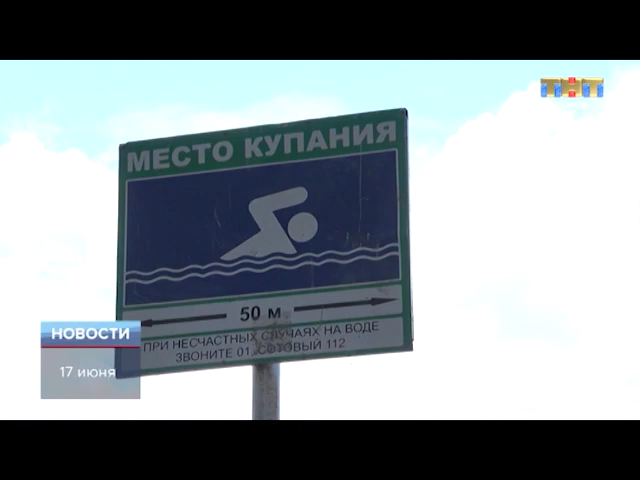 ТНТ
МЕСТО КУПАНИЯ
50 м
ПРИ НЕСЧАСТНЫХ СЛУЧАЯХ НА ВОДЕ
ЗВОНИТЕ 01, СОТОВЫЙ 112
НОВОСТИ
17 июня